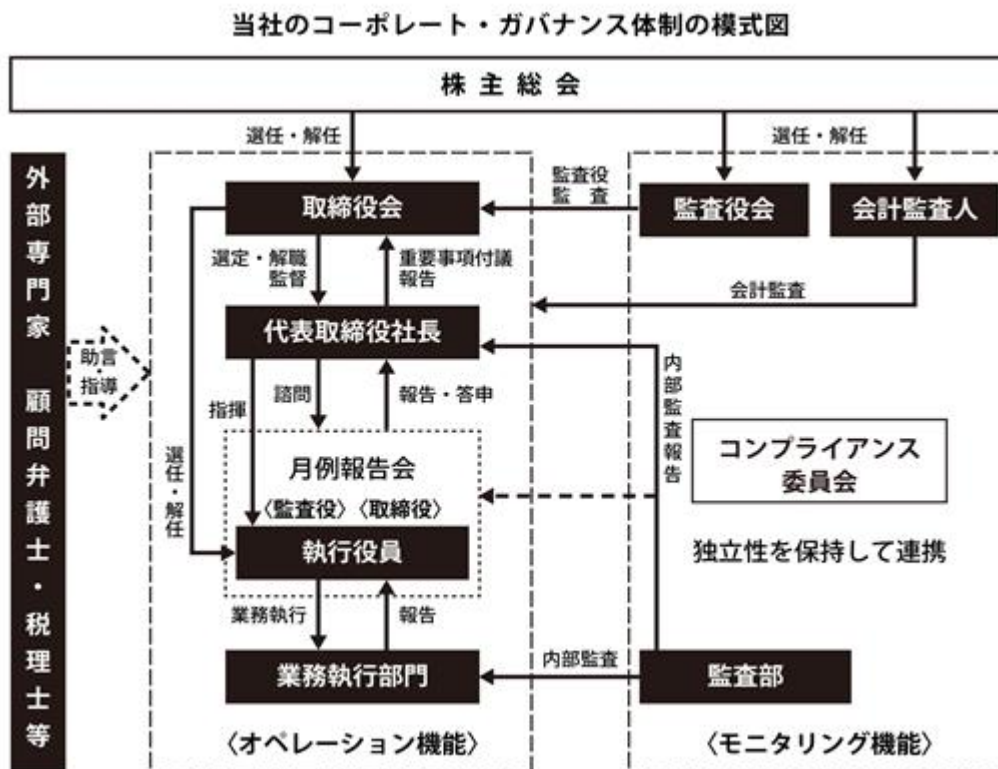 当社のコーポレート・ガバナンス体制の模式図
株主総会
選任・解任
選任・解任
外部専門家 顧問弁護士・税理士等
助言・指導
取締役会
監査役
監 査
監査役会
会計監査人
選定・解職
監督
重要事項付議
報告
会計監査
代表取締役社長
指揮
諮問
報告・答申
内部監査報告
選任・解任
月例報告会
〈監査役〉〈取締役〉
執行役員
コンプライアンス
委員会
独立性を保持して連携
業務執行
報告
業務執行部門
内部監査
監査部
〈オペレーション機能〉
〈モニタリング機能〉